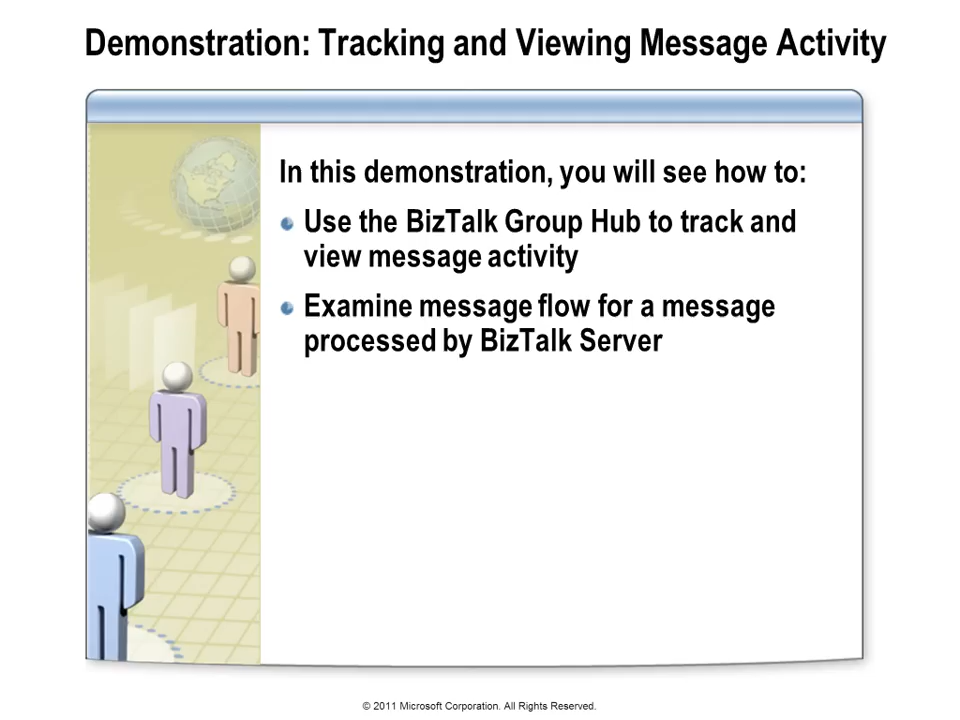 Demonstration: Tracking and Viewing Message Activity
In this demonstration, you will see how to:
Use the BizTalk Group Hub to track and
view message activity
Examine message flow for a message
processed by BizTalk Server
© 2011 Microsoft Corporation. All Rights Reserved.